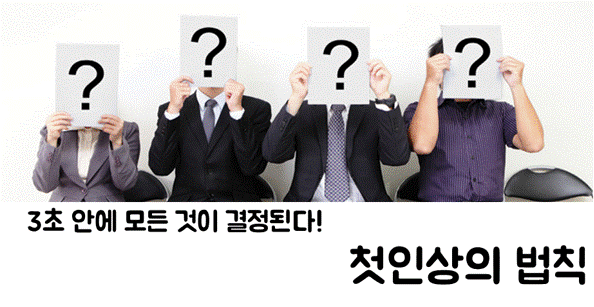 ? ? ? ?
3초 안에 모든 것이 결정된다!
첫인상의 법칙